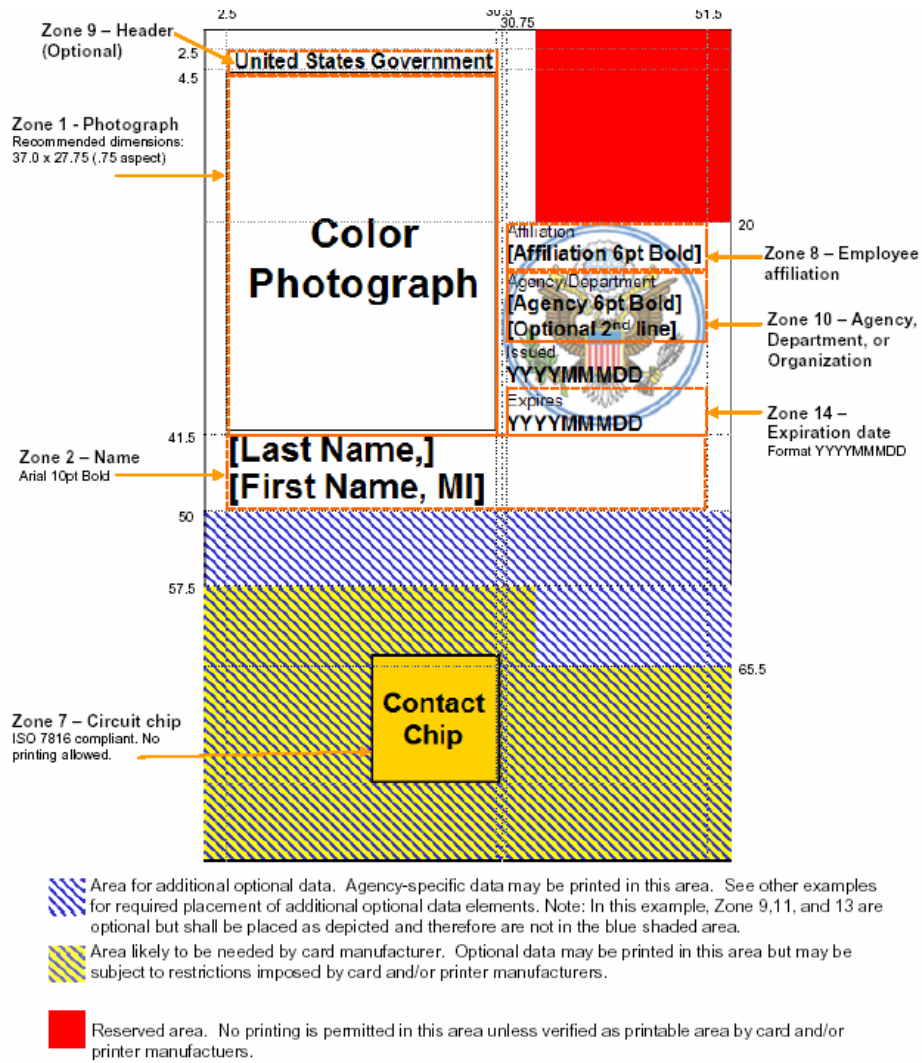 2.5
30.5
51.5
30.75
Zone 9 – Header
(Optional)
2.5
4.5
United States Government
Zone 1 - Photograph
Recommended dimensions:
37.0 x 27.75 (.75 aspect)
Color
Photograph
20
Affiliation
[Affiliation 6pt Bold]
Zone 8 – Employee
affiliation
Agency/Department
[Agency 6pt Bold]
[Optional 2nd line]
Zone 10 – Agency,
Department, or
Organization
Issued
YYYYMMMDD
Expires
YYYYMMMDD
Zone 14 –
Expiration date
Format YYYYMMMDD
41.5
Zone 2 – Name
Arial 10pt Bold
[Last Name,]
[First Name, MI]
50
57.5
65.5
Contact
Chip
Zone 7 – Circuit chip
ISO 7816 compliant. No
printing allowed.
Area for additional optional data. Agency-specific data may be printed in this area. See other examples
for required placement of additional optional data elements. Note: In this example, Zone 9,11, and 13 are
optional but shall be placed as depicted and therefore are not in the blue shaded area.
Area likely to be needed by card manufacturer. Optional data may be printed in this area but may be
subject to restrictions imposed by card and/or printer manufacturers.
Reserved area. No printing is permitted in this area unless verified as printable area by card and/or
printer manufactuers.